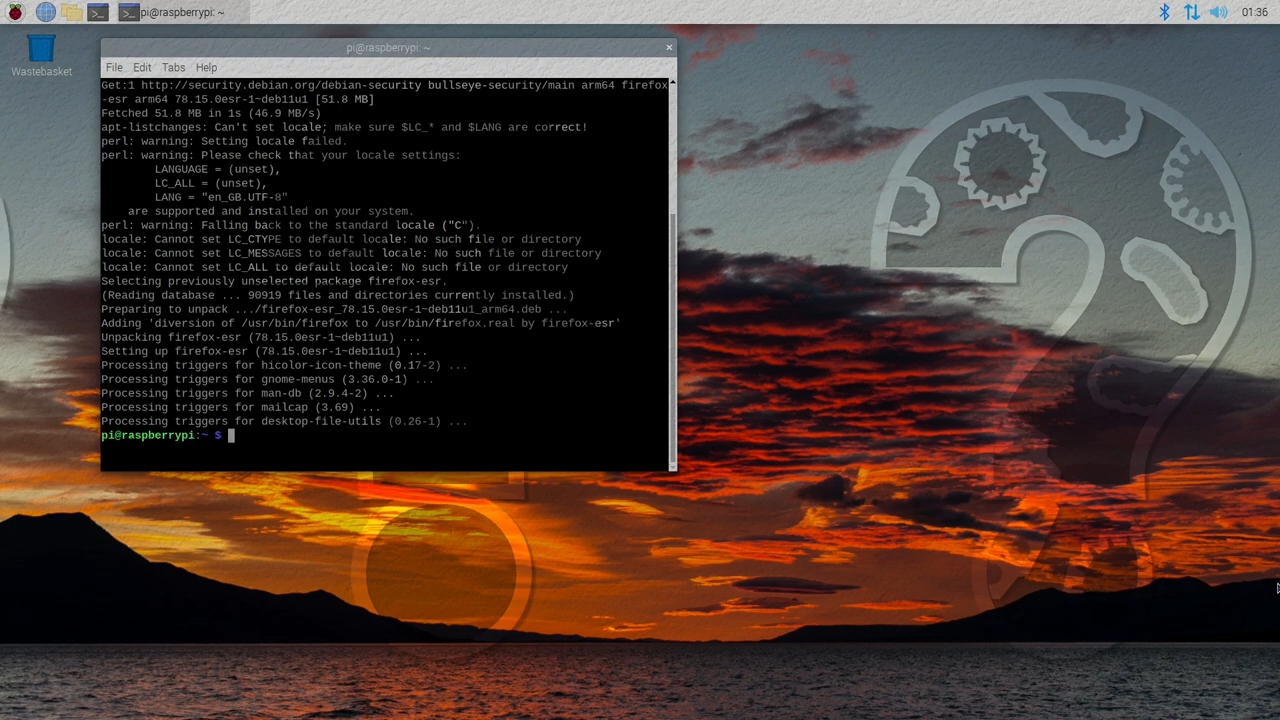 pi@raspberrypi: ~
01:36
Wastebasket
pi@raspberrypi: ~
File Edit Tabs Help
Get:1 http://security.debian.org/debian-security bullseye-security/main arm64 firefox
-esr arm64 78.15.0esr-1~deb11u1 [51.8 MB]
Fetched 51.8 MB in 1s (46.9 MB/s)
apt-listchanges: Can't set locale; make sure $LC_* and $LANG are correct!
perl: warning: Setting locale failed.
perl: warning: Please check that your locale settings:
LANGUAGE = (unset),
LC_ALL = (unset),
LANG = "en_GB.UTF-8"
are supported and installed on your system.
perl: warning: Falling back to the standard locale ("C").
locale: Cannot set LC_CTYPE to default locale: No such file or directory
locale: Cannot set LC_MESSAGES to default locale: No such file or directory
locale: Cannot set LC_ALL to default locale: No such file or directory
Selecting previously unselected package firefox-esr.
(Reading database ... 90919 files and directories currently installed.)
Preparing to unpack .../firefox-esr_78.15.0esr-1~deb11u1_arm64.deb ...
Adding 'diversion of /usr/bin/firefox to /usr/bin/firefox.real by firefox-esr'
Unpacking firefox-esr (78.15.0esr-1~deb11u1) ...
Setting up firefox-esr (78.15.0esr-1~deb11u1) ...
Processing triggers for hicolor-icon-theme (0.17-2) ...
Processing triggers for gnome-menus (3.36.0-1) ...
Processing triggers for man-db (2.9.4-2) ...
Processing triggers for mailcap (3.69) ...
Processing triggers for desktop-file-utils (0.26-1) ...
pi@raspberrypi:~ $